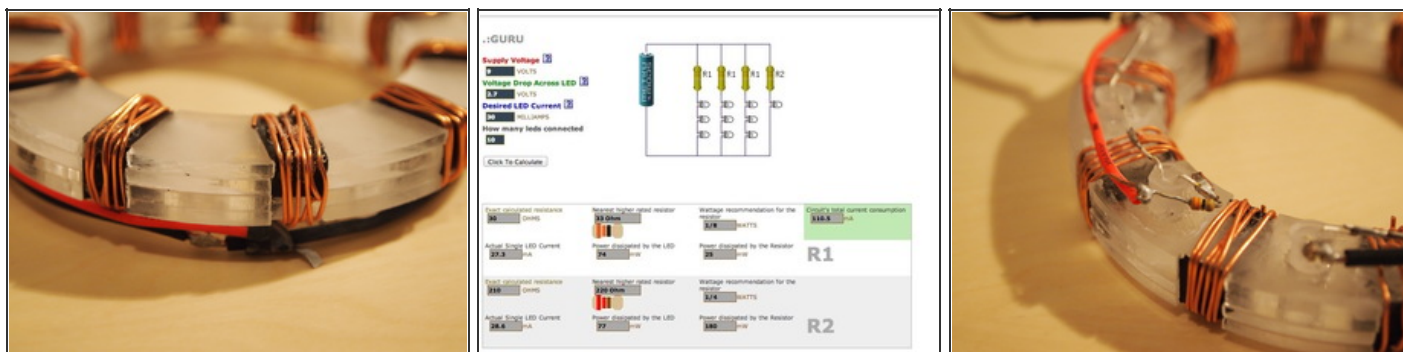 .:GURU
Supply Voltage ?
9 VOLTS
Voltage Drop Across LED ?
2.7 VOLTS
Desired LED Current ?
30 MILLIAMPS
How many leds connected
10
Click To Calculate
R1 R1 R1 R2
Exact calculated resistance
30 OHMS
Nearest higher rated resistor
33 Ohm
Wattage recommendation for the resistor
1/8 WATTS
Circuit's total current consumption
110.5 mA
Actual Single LED Current
27.3 mA
Power dissipated by the LED
74 mW
Power dissipated by the Resistor
25 mW
R1
Exact calculated resistance
210 OHMS
Nearest higher rated resistor
220 Ohm
Wattage recommendation for the resistor
1/4 WATTS
Actual Single LED Current
28.6 mA
Power dissipated by the LED
77 mW
Power dissipated by the Resistor
180 mW
R2